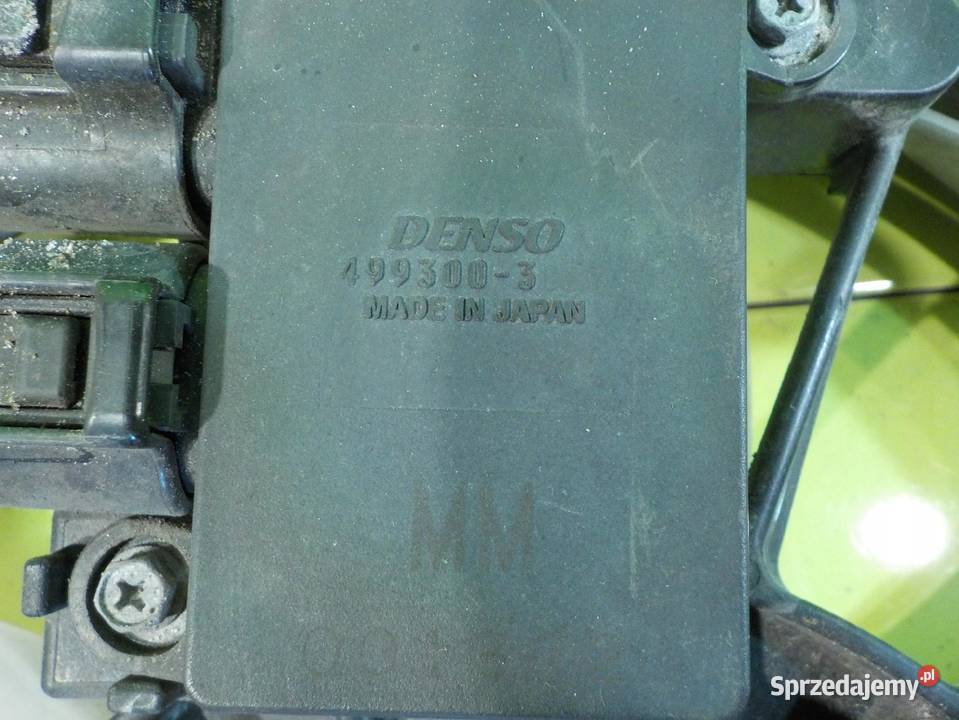 DENSO
499300-3
MADE IN JAPAN
MM
Sprzedajemy.pl